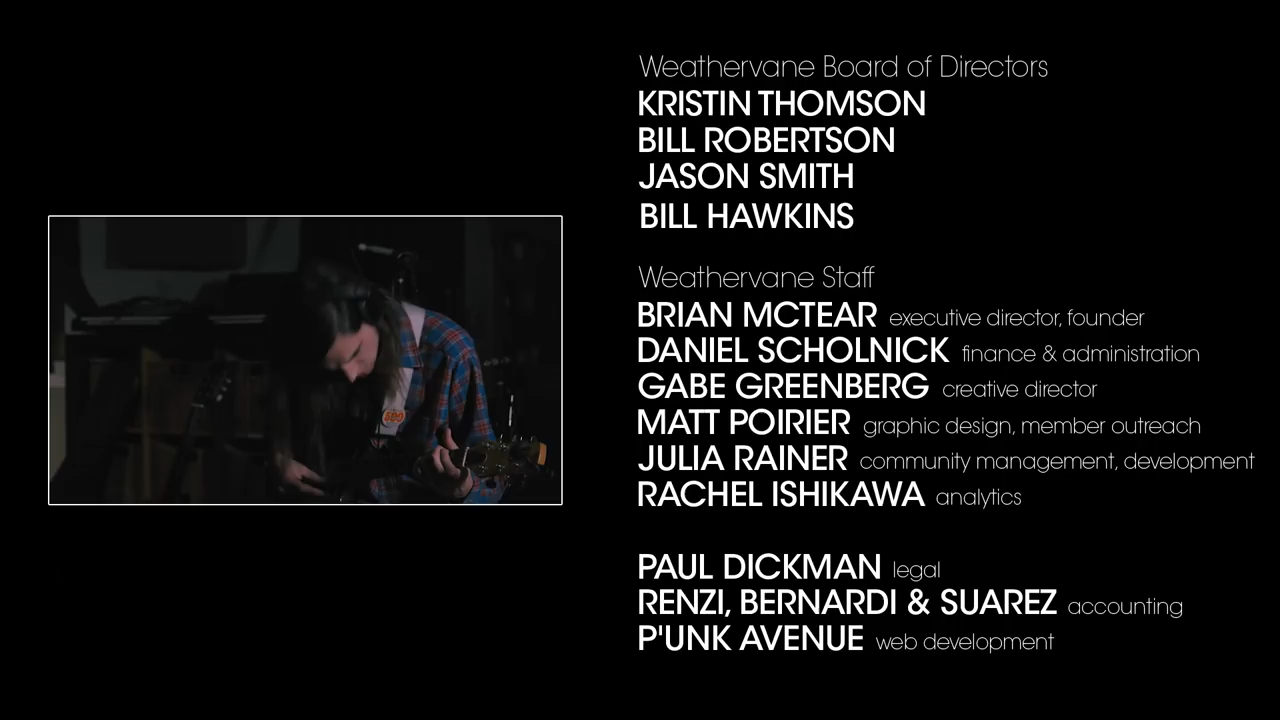 Weathervane Board of Directors
KRISTIN THOMSON
BILL ROBERTSON
JASON SMITH
BILL HAWKINS
Weathervane Staff
BRIAN MCTEAR executive director, founder
DANIEL SCHOLNICK finance & administration
GABE GREENBERG creative director
MATT POIRIER graphic design, member outreach
JULIA RAINER community management, development
RACHEL ISHIKAWA analytics
PAUL DICKMAN legal
RENZI, BERNARDI & SUAREZ accounting
P'UNK AVENUE web development